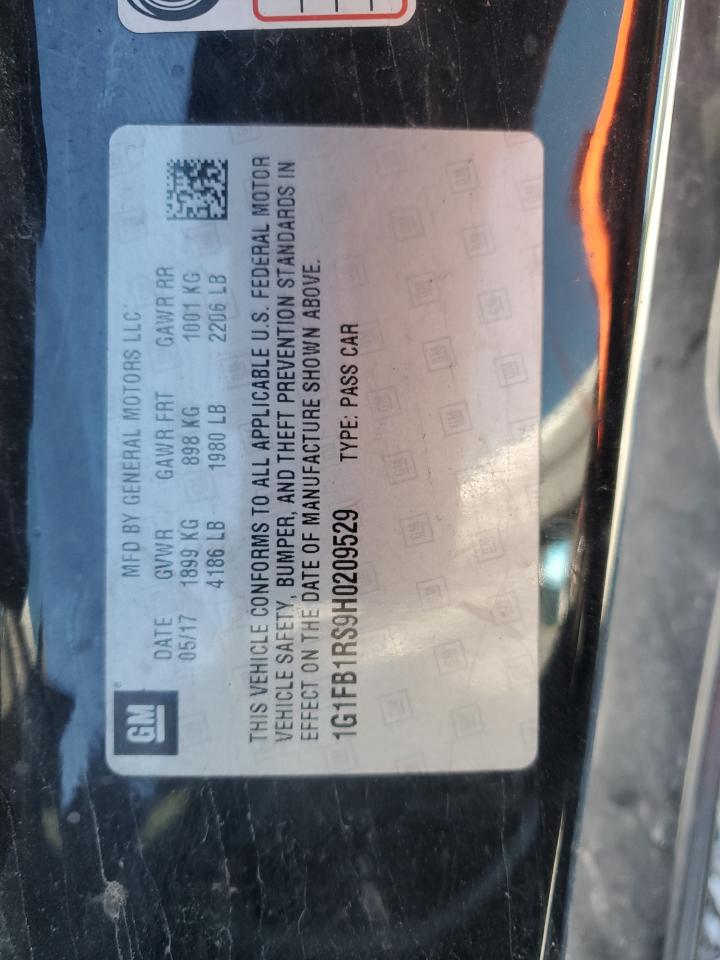 GM
MFD BY GENERAL MOTORS LLC
DATE GVWR GAWR FRT GAWR RR
05/17 1899 KG 898 KG 1001 KG
4186 LB 1980 LB 2206 LB
THIS VEHICLE CONFORMS TO ALL APPLICABLE U.S. FEDERAL MOTOR
VEHICLE SAFETY, BUMPER, AND THEFT PREVENTION STANDARDS IN
EFFECT ON THE DATE OF MANUFACTURE SHOWN ABOVE.
1G1FB1RS9H0209529 TYPE: PASS CAR